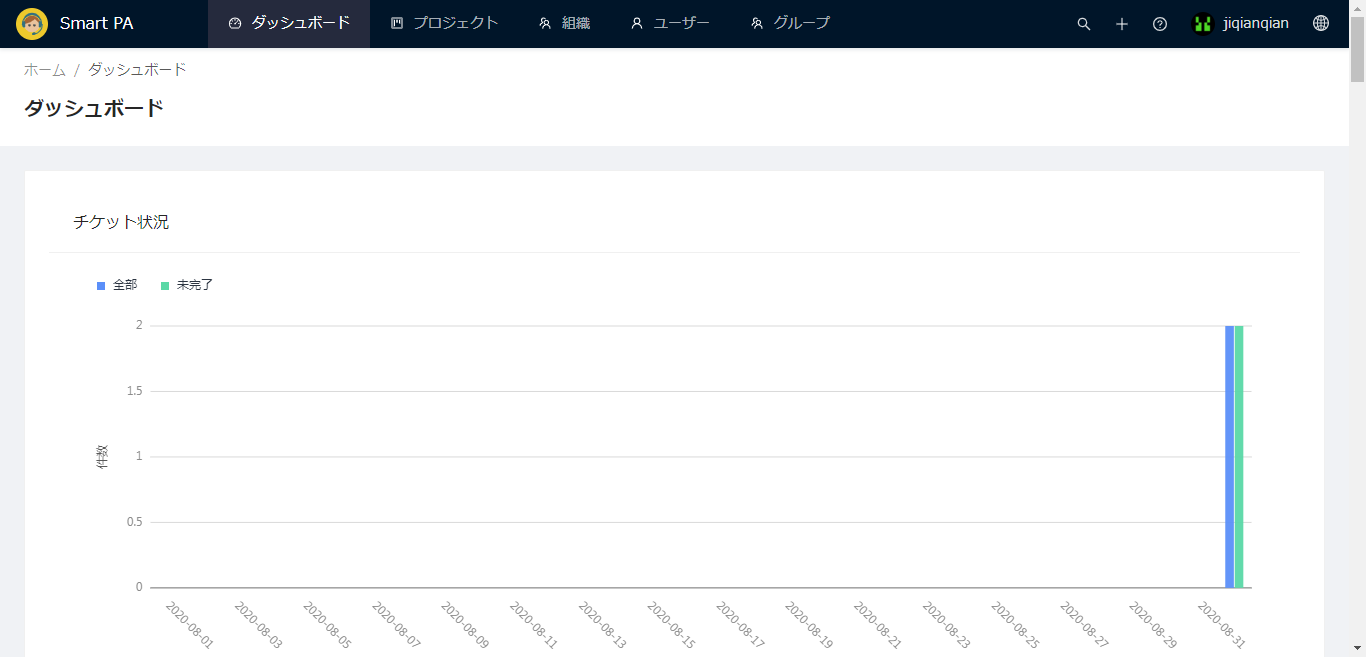 Smart PA ダッシュボード プロジェクト 組織 ユーザー グループ jiqianqian
ホーム / ダッシュボード
ダッシュボード
チケット状況
全部 未完了
2
1.5
件数
1
0.5
0
2020-08-01 2020-08-03 2020-08-05 2020-08-07 2020-08-09 2020-08-11 2020-08-13 2020-08-15 2020-08-17 2020-08-19 2020-08-21 2020-08-23 2020-08-25 2020-08-27 2020-08-29 2020-08-31